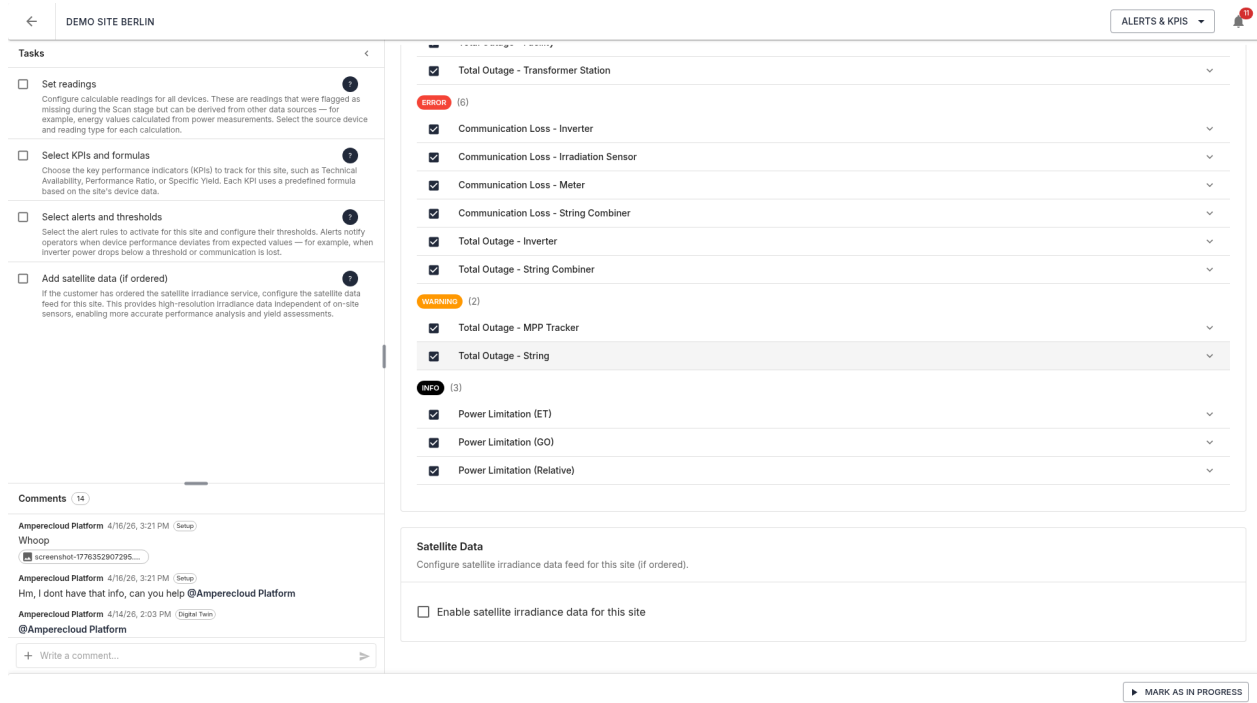 DEMO SITE BERLIN
ALERTS & KPIS
11
Tasks
Set readings
?
Configure calculable readings for all devices. These are readings that were flagged as
missing during the Scan stage but can be derived from other data sources — for
example, energy values calculated from power measurements. Select the source device
and reading type for each calculation.
Select KPIs and formulas
?
Choose the key performance indicators (KPIs) to track for this site, such as Technical
Availability, Performance Ratio, or Specific Yield. Each KPI uses a predefined formula
based on the site's device data.
Select alerts and thresholds
?
Select the alert rules to activate for this site and configure their thresholds. Alerts notify
operators when device performance deviates from expected values — for example, when
inverter power drops below a threshold or communication is lost.
Add satellite data (if ordered)
?
If the customer has ordered the satellite irradiance service, configure the satellite data
feed for this site. This provides high-resolution irradiance data independent of on-site
sensors, enabling more accurate performance analysis and yield assessments.
Comments 14
Amperecloud Platform 4/16/26, 3:21 PM Setup
Whoop
screenshot-1776352907295....
Amperecloud Platform 4/16/26, 3:21 PM Setup
Hm, I dont have that info, can you help @Amperecloud Platform
Amperecloud Platform 4/14/26, 2:03 PM Digital Twin
@Amperecloud Platform
Write a comment...
Total Outage - Facility
Total Outage - Transformer Station
ERROR (6)
Communication Loss - Inverter
Communication Loss - Irradiation Sensor
Communication Loss - Meter
Communication Loss - String Combiner
Total Outage - Inverter
Total Outage - String Combiner
WARNING (2)
Total Outage - MPP Tracker
Total Outage - String
INFO (3)
Power Limitation (ET)
Power Limitation (GO)
Power Limitation (Relative)
Satellite Data
Configure satellite irradiance data feed for this site (if ordered).
Enable satellite irradiance data for this site
MARK AS IN PROGRESS